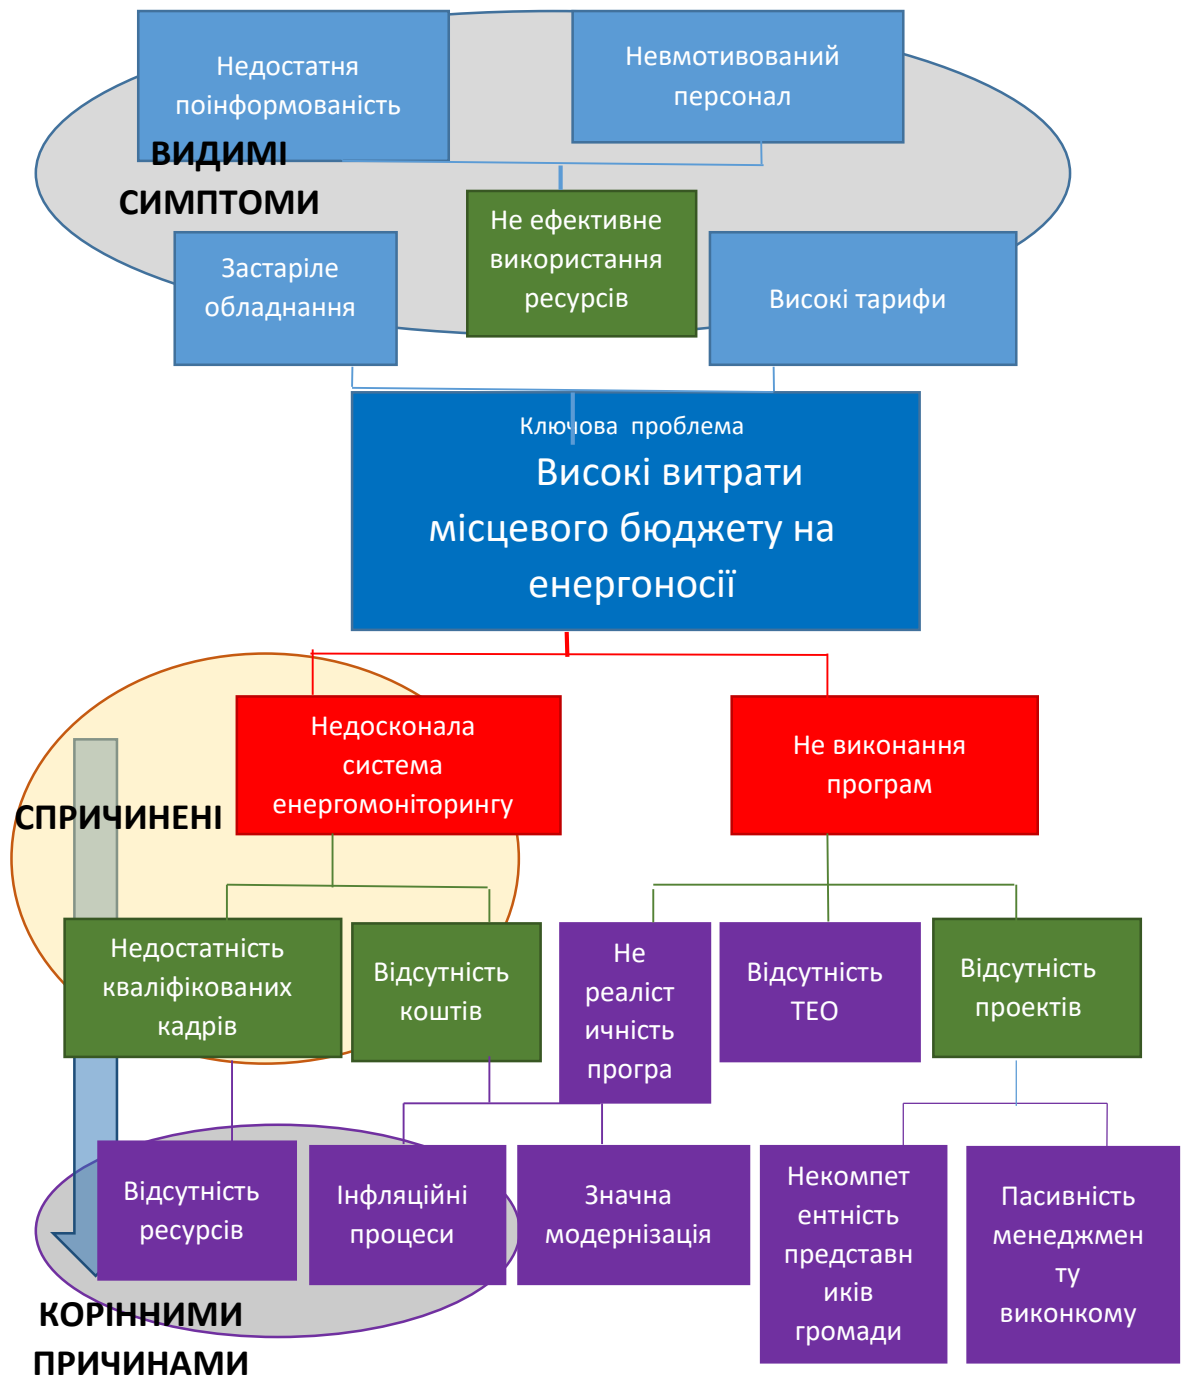 Недостатня
поінформованість
Невмотивований
персонал
ВИДИМІ
СИМПТОМИ
Не ефективне
використання
ресурсів
Застаріле
обладнання
Високі тарифи
Ключова проблема
Високі витрати
місцевого бюджету на
енергоносії
Недосконала
система
енергомоніторингу
Не виконання
програм
СПРИЧИНЕНІ
Недостатність
кваліфікованих
кадрів
Відсутність
коштів
Не
реаліст
ичність
програ
Відсутність
ТЕО
Відсутність
проектів
Відсутність
ресурсів
Інфляційні
процеси
Значна
модернізація
Некомпет
ентність
представн
иків
громади
Пасивність
менеджмен
ту
виконкому
КОРІННИМИ
ПРИЧИНАМИ